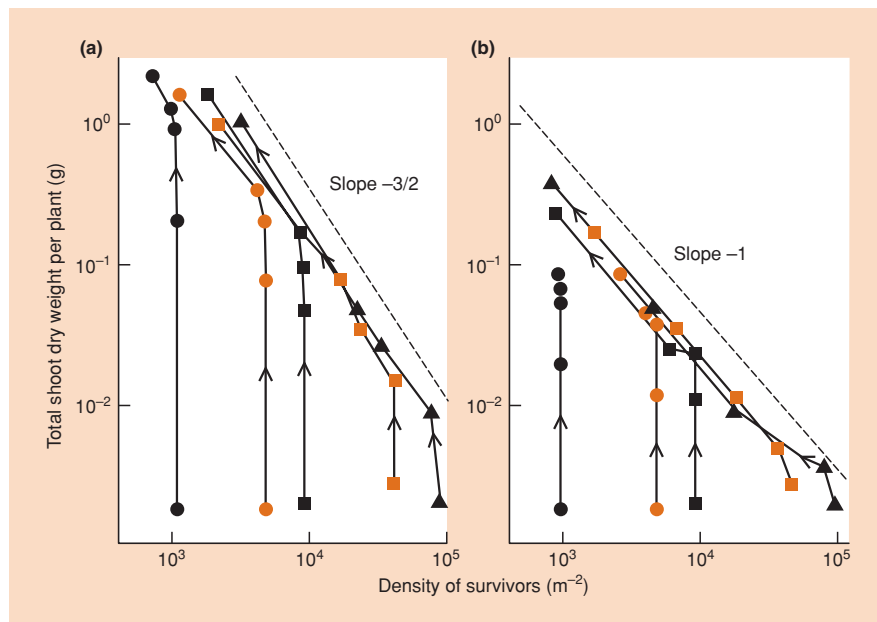 (a)
(b)
Total shoot dry weight per plant (g)
10⁰
10⁻¹
10⁻²
Slope –3/2
10³
10⁴
10⁵
10⁰
10⁻¹
10⁻²
Slope –1
10³
10⁴
10⁵
Density of survivors (m⁻²)